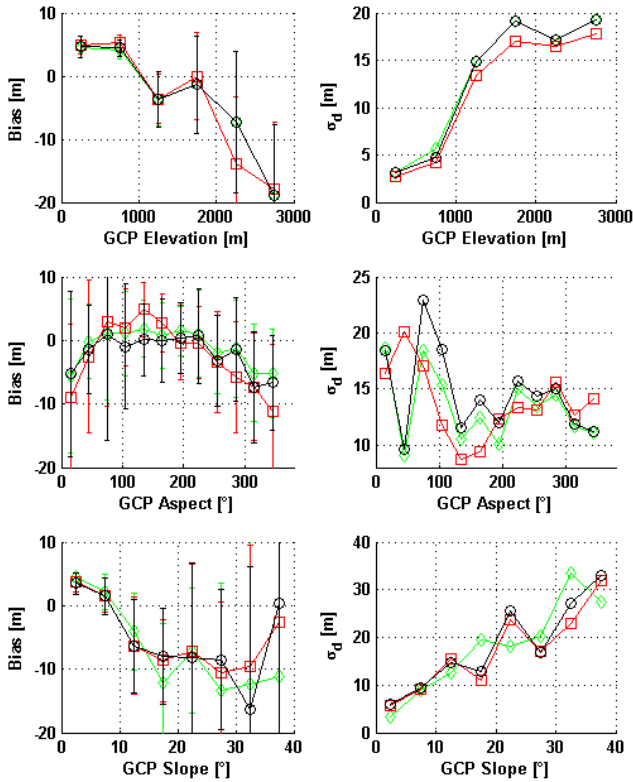 10
0
-10
-20
Bias [m]
0 1000 2000 3000
GCP Elevation [m]
20
15
10
5
0
σd [m]
0 1000 2000 3000
GCP Elevation [m]
10
0
-10
-20
Bias [m]
0 100 200 300
GCP Aspect [°]
25
20
15
10
σd [m]
0 100 200 300
GCP Aspect [°]
10
0
-10
-20
Bias [m]
0 10 20 30 40
GCP Slope [°]
40
30
20
10
0
σd [m]
0 10 20 30 40
GCP Slope [°]